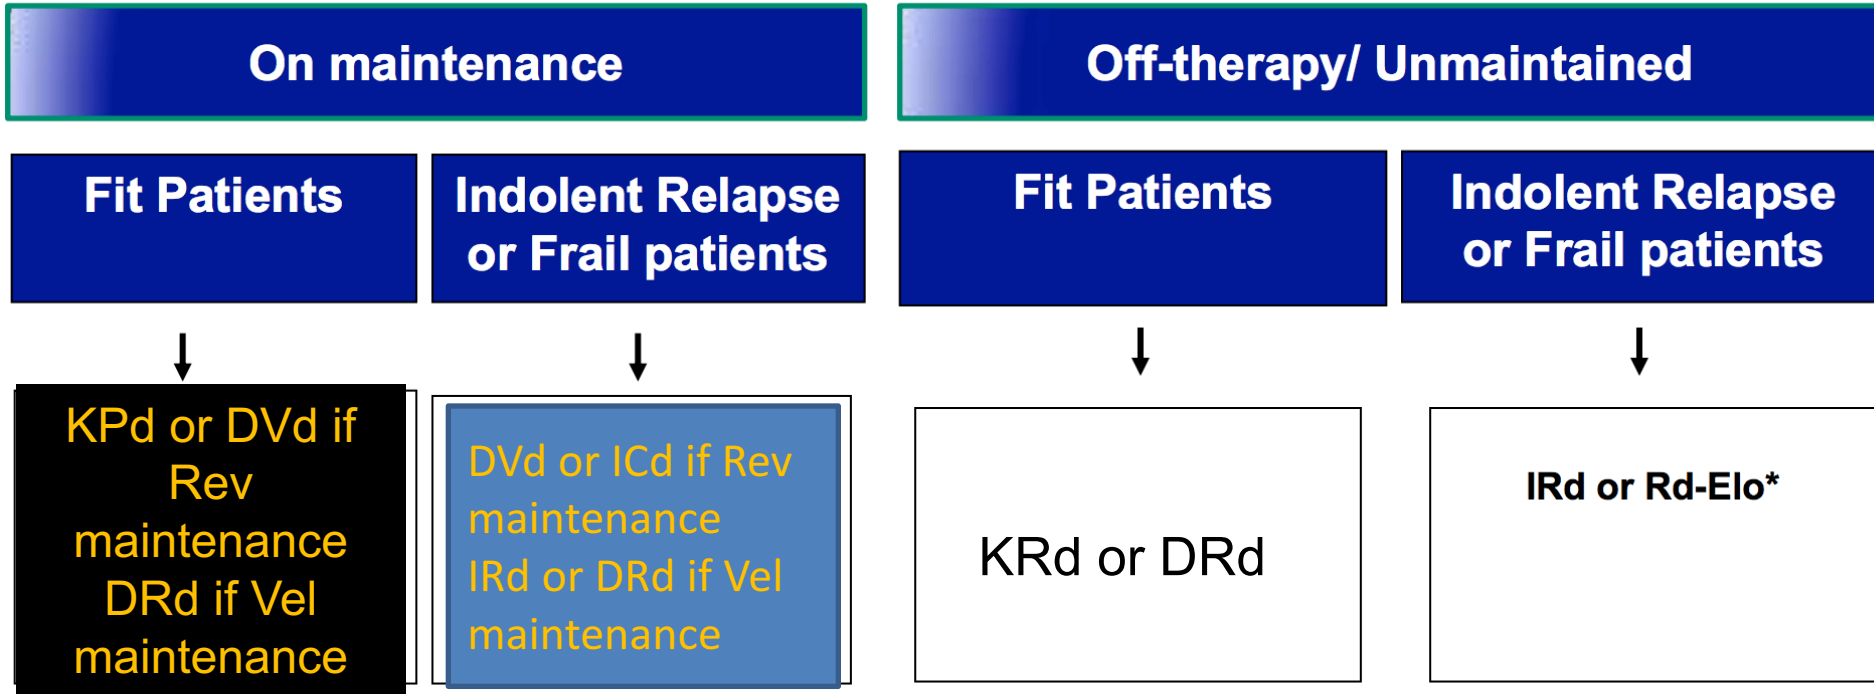 On maintenance
Off-therapy/ Unmaintained
Fit Patients
Indolent Relapse
or Frail patients
Fit Patients
Indolent Relapse
or Frail patients
KPd or DVd if
Rev
maintenance
DRd if Vel
maintenance
DVd or ICd if Rev
maintenance
IRd or DRd if Vel
maintenance
KRd or DRd
IRd or Rd-Elo*